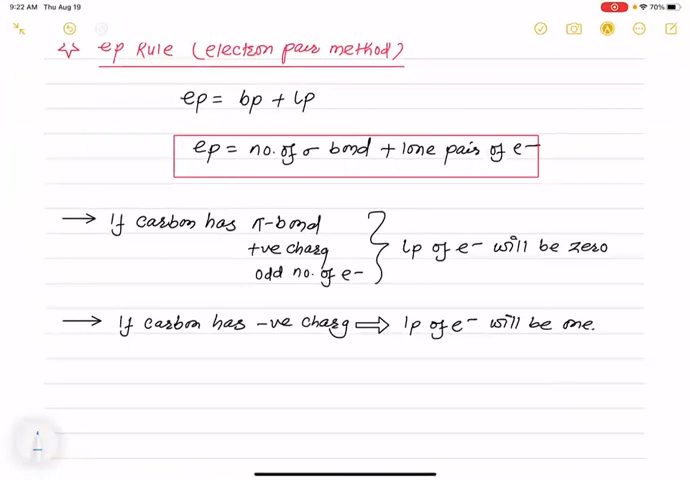 9:22 AM Thu Aug 19
70%
ep Rule (electron pair method)
ep = bp + lp
ep = no. of σ bond + lone pair of e−
→ If carbon has π-bond
+ve charg
odd no. of e−
lp of e− will be zero
→ If carbon has -ve charg ⇒ lp of e− will be one.